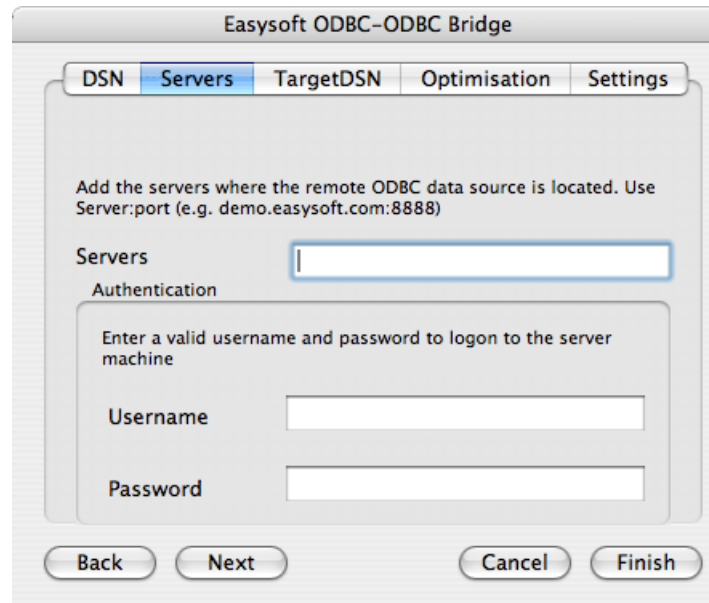 Easysoft ODBC-ODBC Bridge
DSN Servers TargetDSN Optimisation Settings
Add the servers where the remote ODBC data source is located. Use
Server:port (e.g. demo.easysoft.com:8888)
Servers
Authentication
Enter a valid username and password to logon to the server
machine
Username
Password
Back Next Cancel Finish